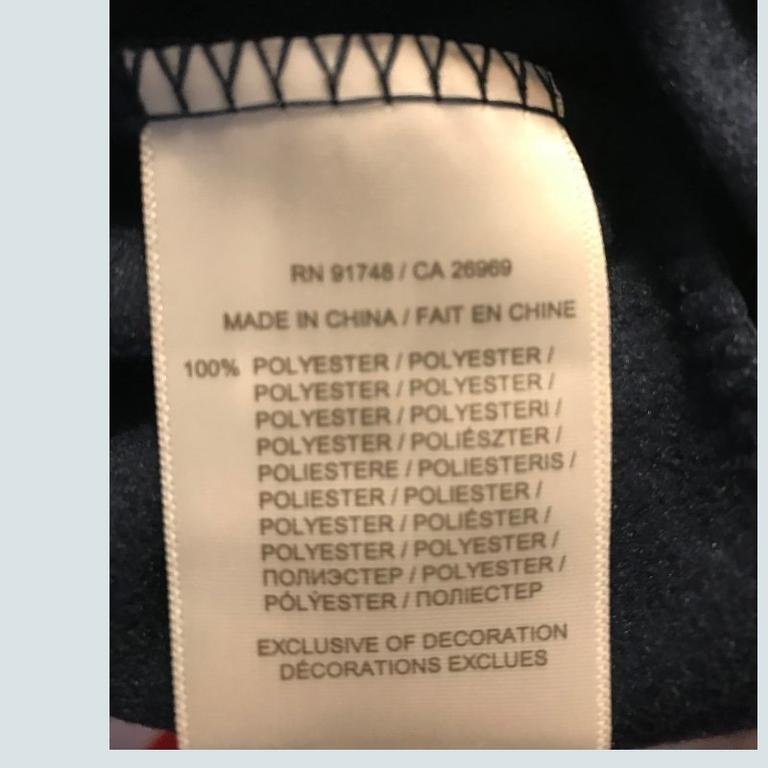 RN 91748 / CA 26969
MADE IN CHINA / FAIT EN CHINE
100% POLYESTER / POLYESTER /
POLYESTER / POLYESTER /
POLYESTER / POLYESTERI /
POLYESTER / POLIÉSZTER /
POLIESTERE / POLIESTERIS /
POLIESTER / POLIESTER /
POLYESTER / POLIÉSTER /
POLYESTER / POLYESTER /
ПОЛИЭСТЕР / POLYESTER /
PÓLÝESTER / ПОЛІЕСТЕР
EXCLUSIVE OF DECORATION
DÉCORATIONS EXCLUES